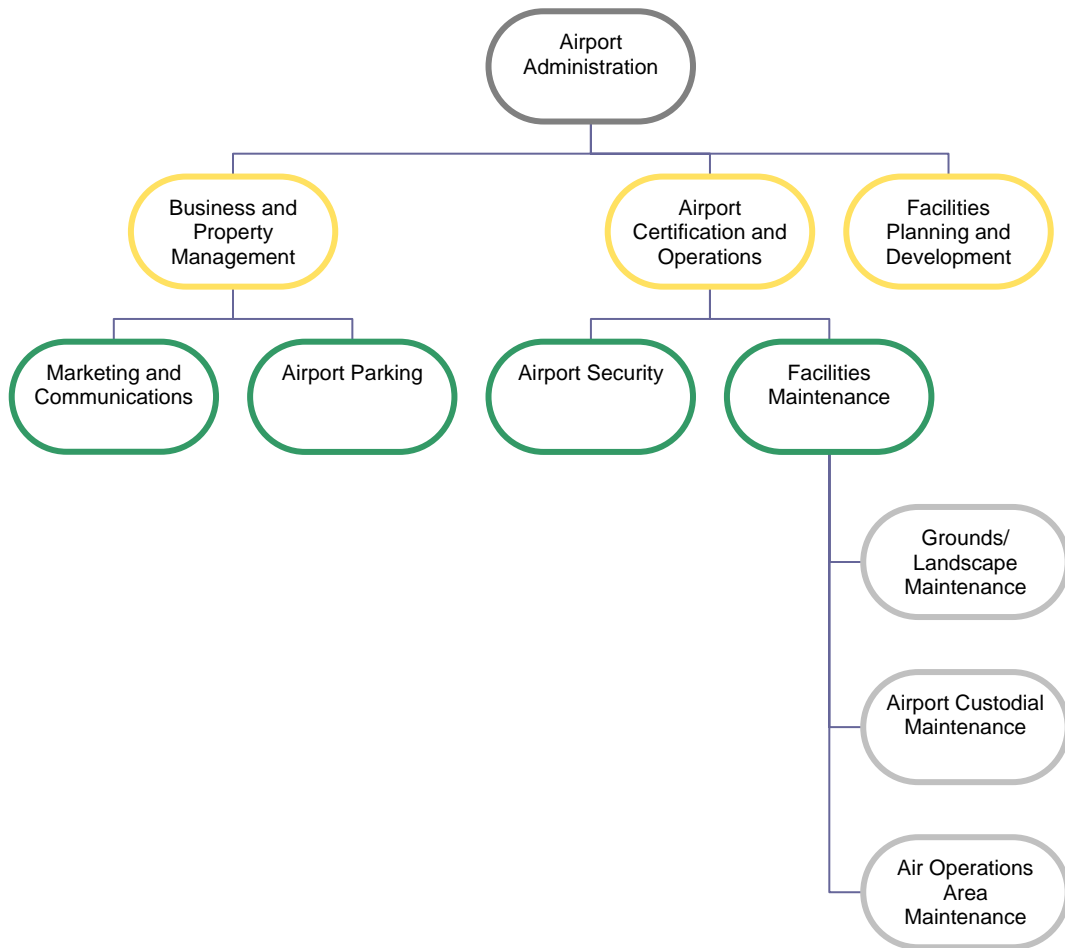 Airport
Administration
Business and
Property
Management
Airport
Certification and
Operations
Facilities
Planning and
Development
Marketing and
Communications
Airport Parking
Airport Security
Facilities
Maintenance
Grounds/
Landscape
Maintenance
Airport Custodial
Maintenance
Air Operations
Area
Maintenance